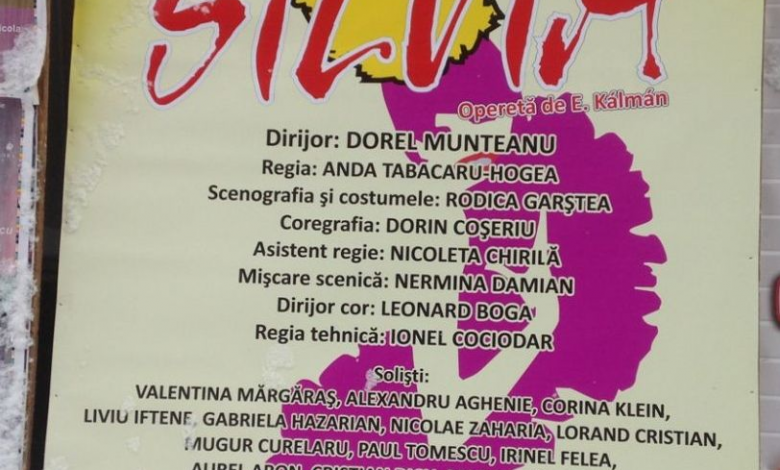 SILVIA
Operetă de E. Kálmán
Dirijor: DOREL MUNTEANU
Regia: ANDA TĂBĂCARU-HOGEA
Scenografia şi costumele: RODICA GARŞTEA
Coregrafia: DORIN COŞERIU
Asistent regie: NICOLETA CHIRILĂ
Mişcare scenică: NERMINA DAMIAN
Dirijor cor: LEONARD BOGA
Regia tehnică: IONEL COCIODAR
Solişti:
VALENTINA MĂRGĂRAŞ, ALEXANDRU AGHENIE, CORINA KLEIN,
LIVIU IFTENE, GABRIELA HAZARIAN, NICOLAE ZAHARIA, LORAND CRISTIAN,
MUGUR CURELARU, PAUL TOMESCU, IRINEL FELEA,